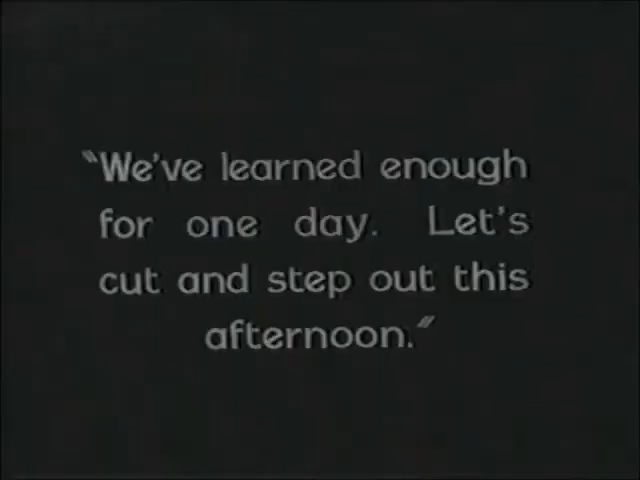 "We've learned enough
for one day. Let's
cut and step out this
afternoon."